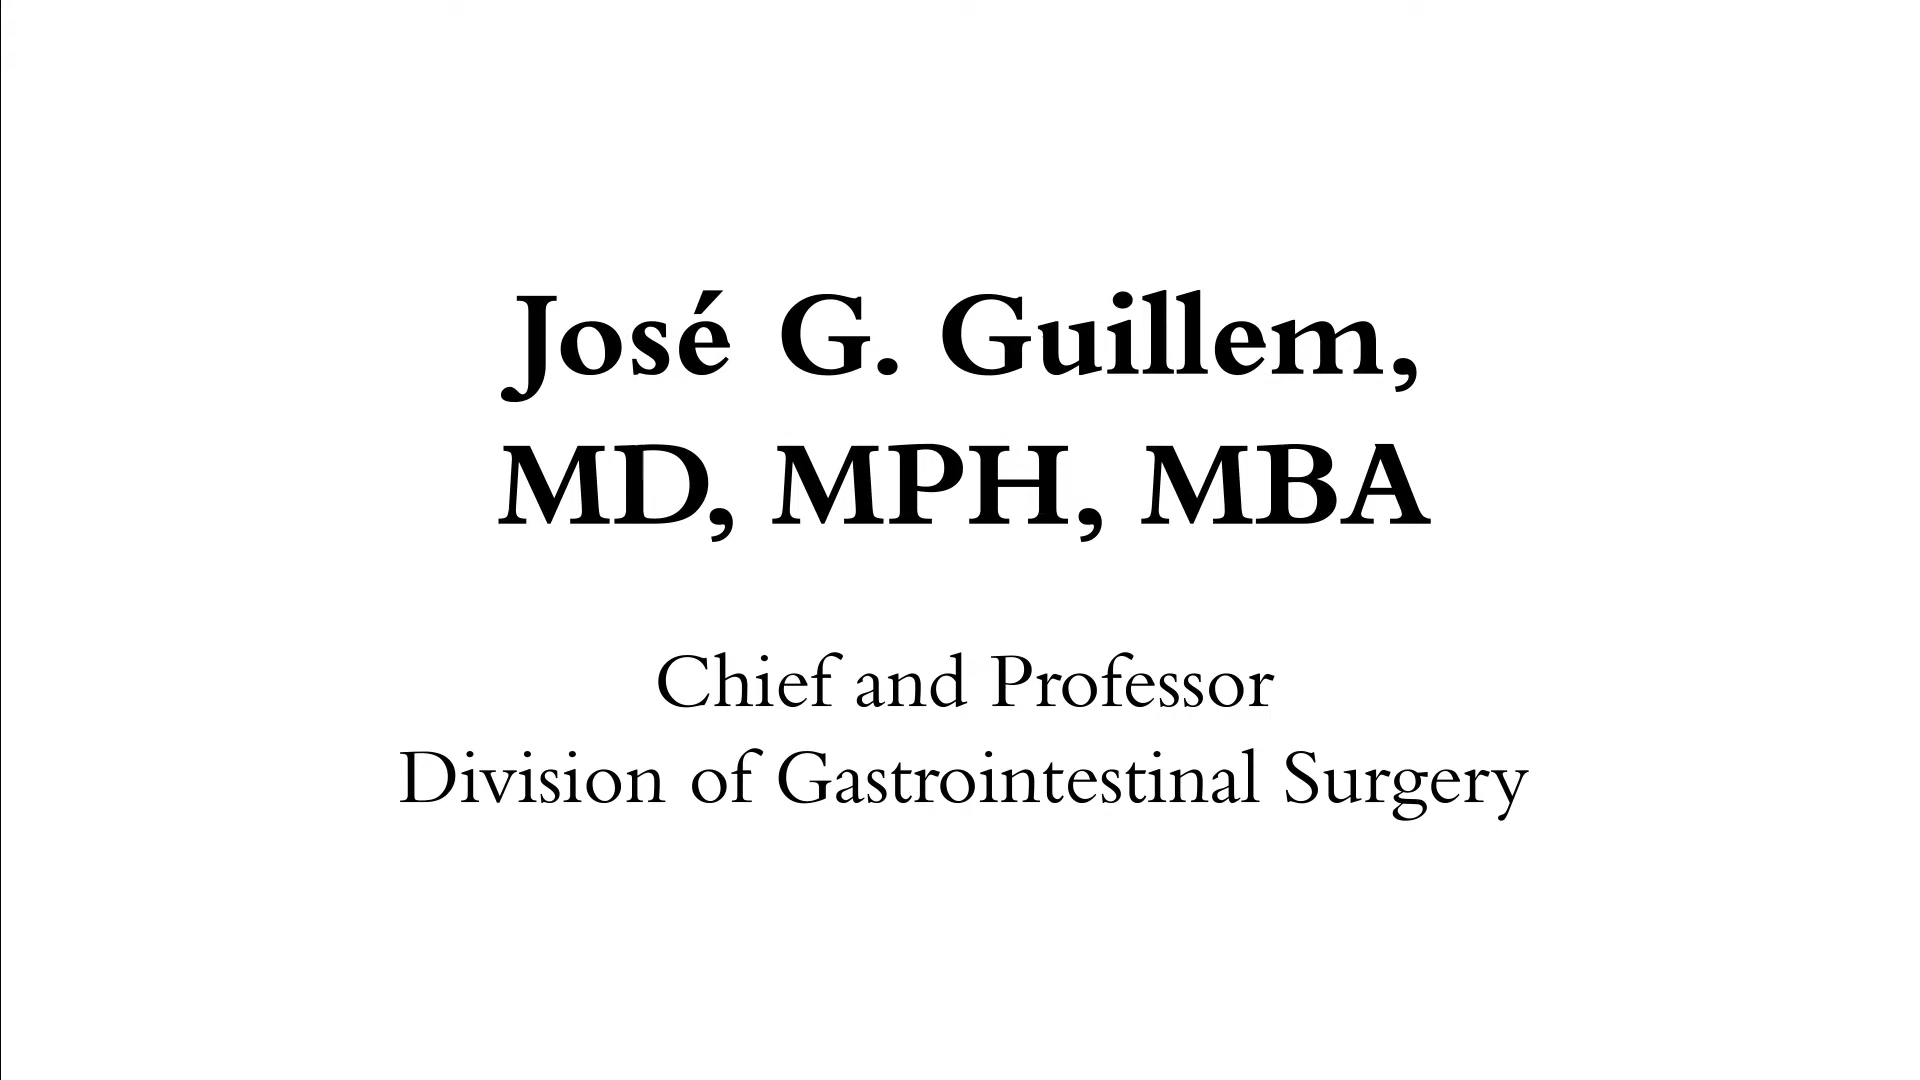 José G. Guillem,
MD, MPH, MBA
Chief and Professor
Division of Gastrointestinal Surgery